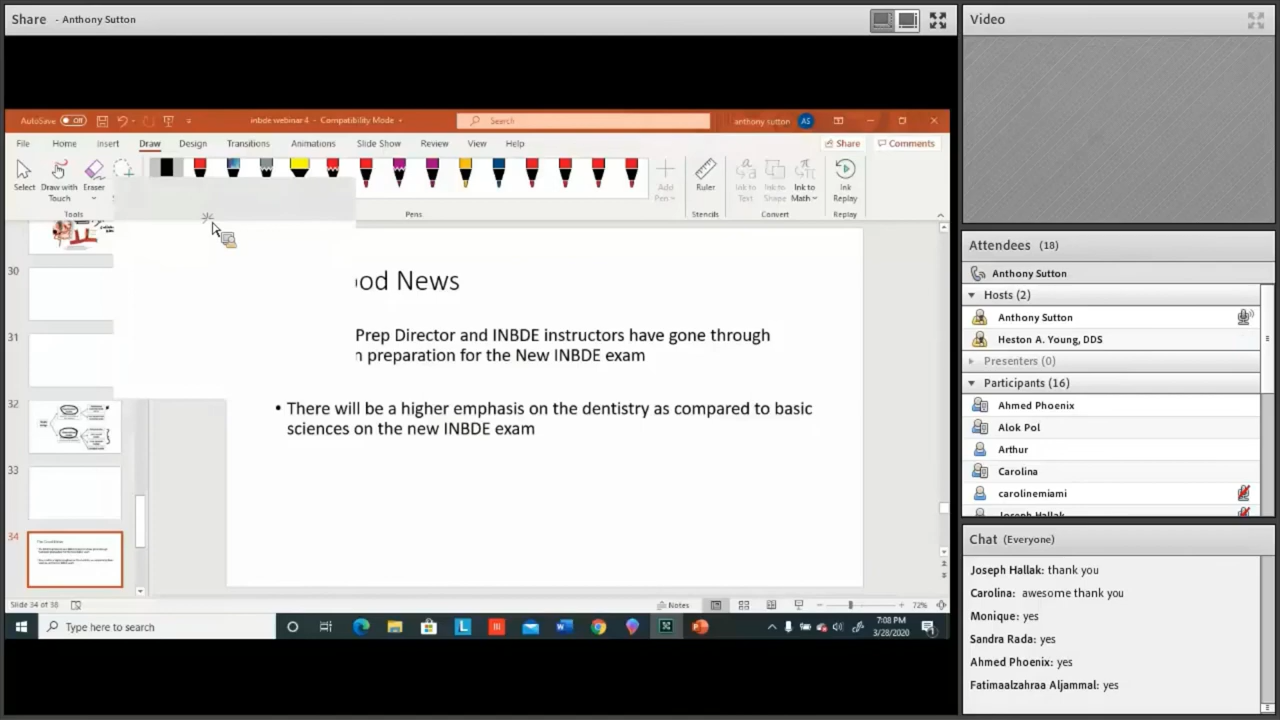 Share - Anthony Sutton
AutoSave Off
inbde webinar 4 - Compatibility Mode
Search
anthony sutton AS
File Home Insert Draw Design Transitions Animations Slide Show Review View Help
Share Comments
Select
Draw with
Touch
Eraser
Add
Pen
Ruler
Ink to
Text
Ink to
Shape
Ink to
Math
Ink
Replay
Tools Pens Stencils Convert Replay
30
31
32
33
34
ood News
Prep Director and INBDE instructors have gone through
n preparation for the New INBDE exam
• There will be a higher emphasis on the dentistry as compared to basic
sciences on the new INBDE exam
Slide 34 of 38
Notes
72%
Type here to search
7:08 PM
3/28/2020
Video
Attendees (18)
Anthony Sutton
Hosts (2)
Anthony Sutton
Heston A. Young, DDS
Presenters (0)
Participants (16)
Ahmed Phoenix
Alok Pol
Arthur
Carolina
carolinemiami
Joseph Hallak
Chat (Everyone)
Joseph Hallak: thank you
Carolina: awesome thank you
Monique: yes
Sandra Rada: yes
Ahmed Phoenix: yes
Fatimaalzahraa Aljammal: yes